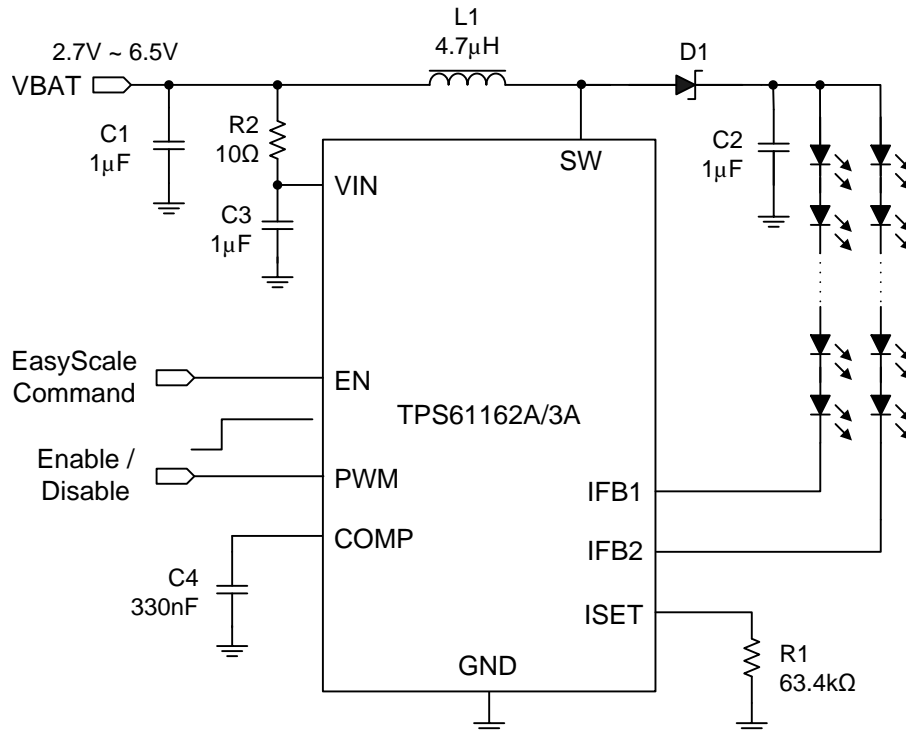 L1
4.7μH
2.7V ~ 6.5V
VBAT
D1
C1
1μF
R2
10Ω
C2
1μF
SW
VIN
C3
1μF
EasyScale
Command
EN
TPS61162A/3A
Enable /
Disable
PWM
IFB1
COMP
IFB2
C4
330nF
ISET
GND
R1
63.4kΩ